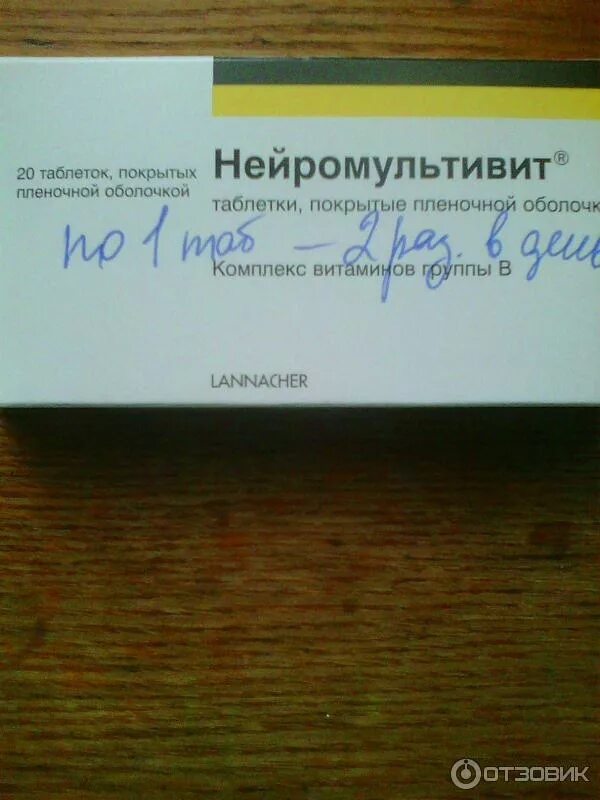 20 таблеток, покрытых
пленочной оболочкой
Нейромультивит®
таблетки, покрытые пленочной оболочк
по 1 таб – 2 раз. в день
Комплекс витаминов группы В
LANNACHER
ОТЗОВИК